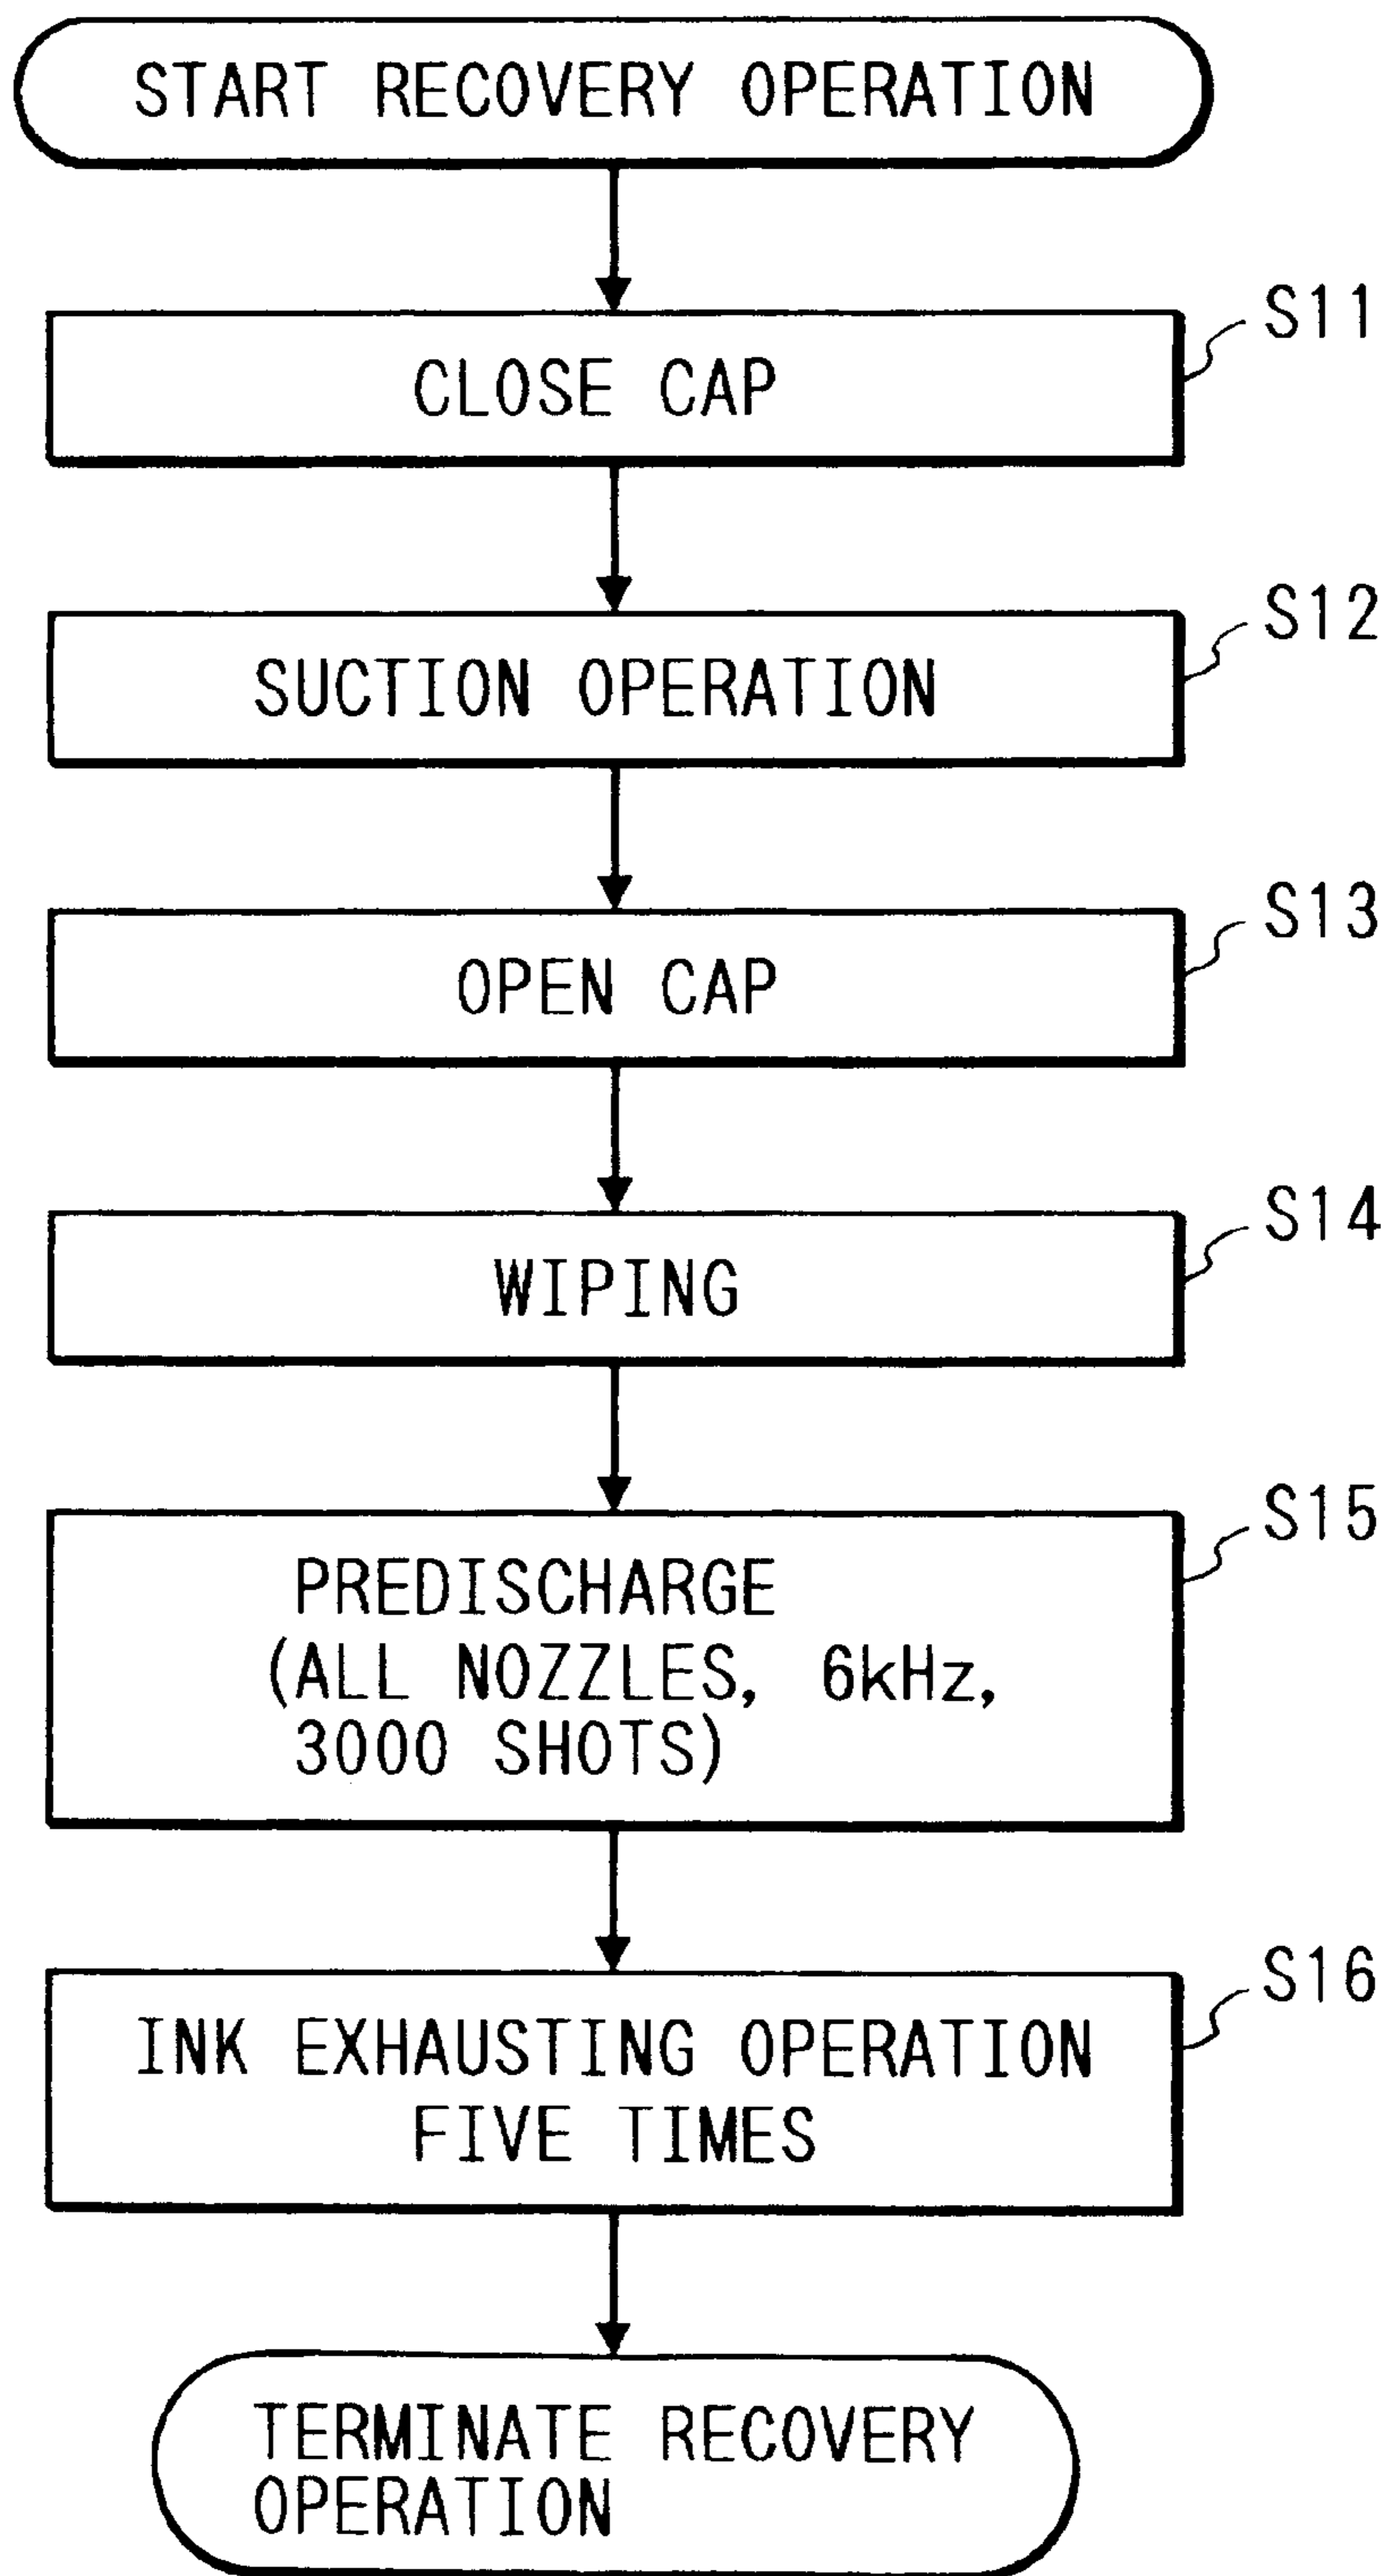 START RECOVERY OPERATION
S11
CLOSE CAP
S12
SUCTION OPERATION
S13
OPEN CAP
S14
WIPING
S15
PREDISCHARGE
(ALL NOZZLES, 6kHz,
3000 SHOTS)
S16
INK EXHAUSTING OPERATION
FIVE TIMES
TERMINATE RECOVERY
OPERATION